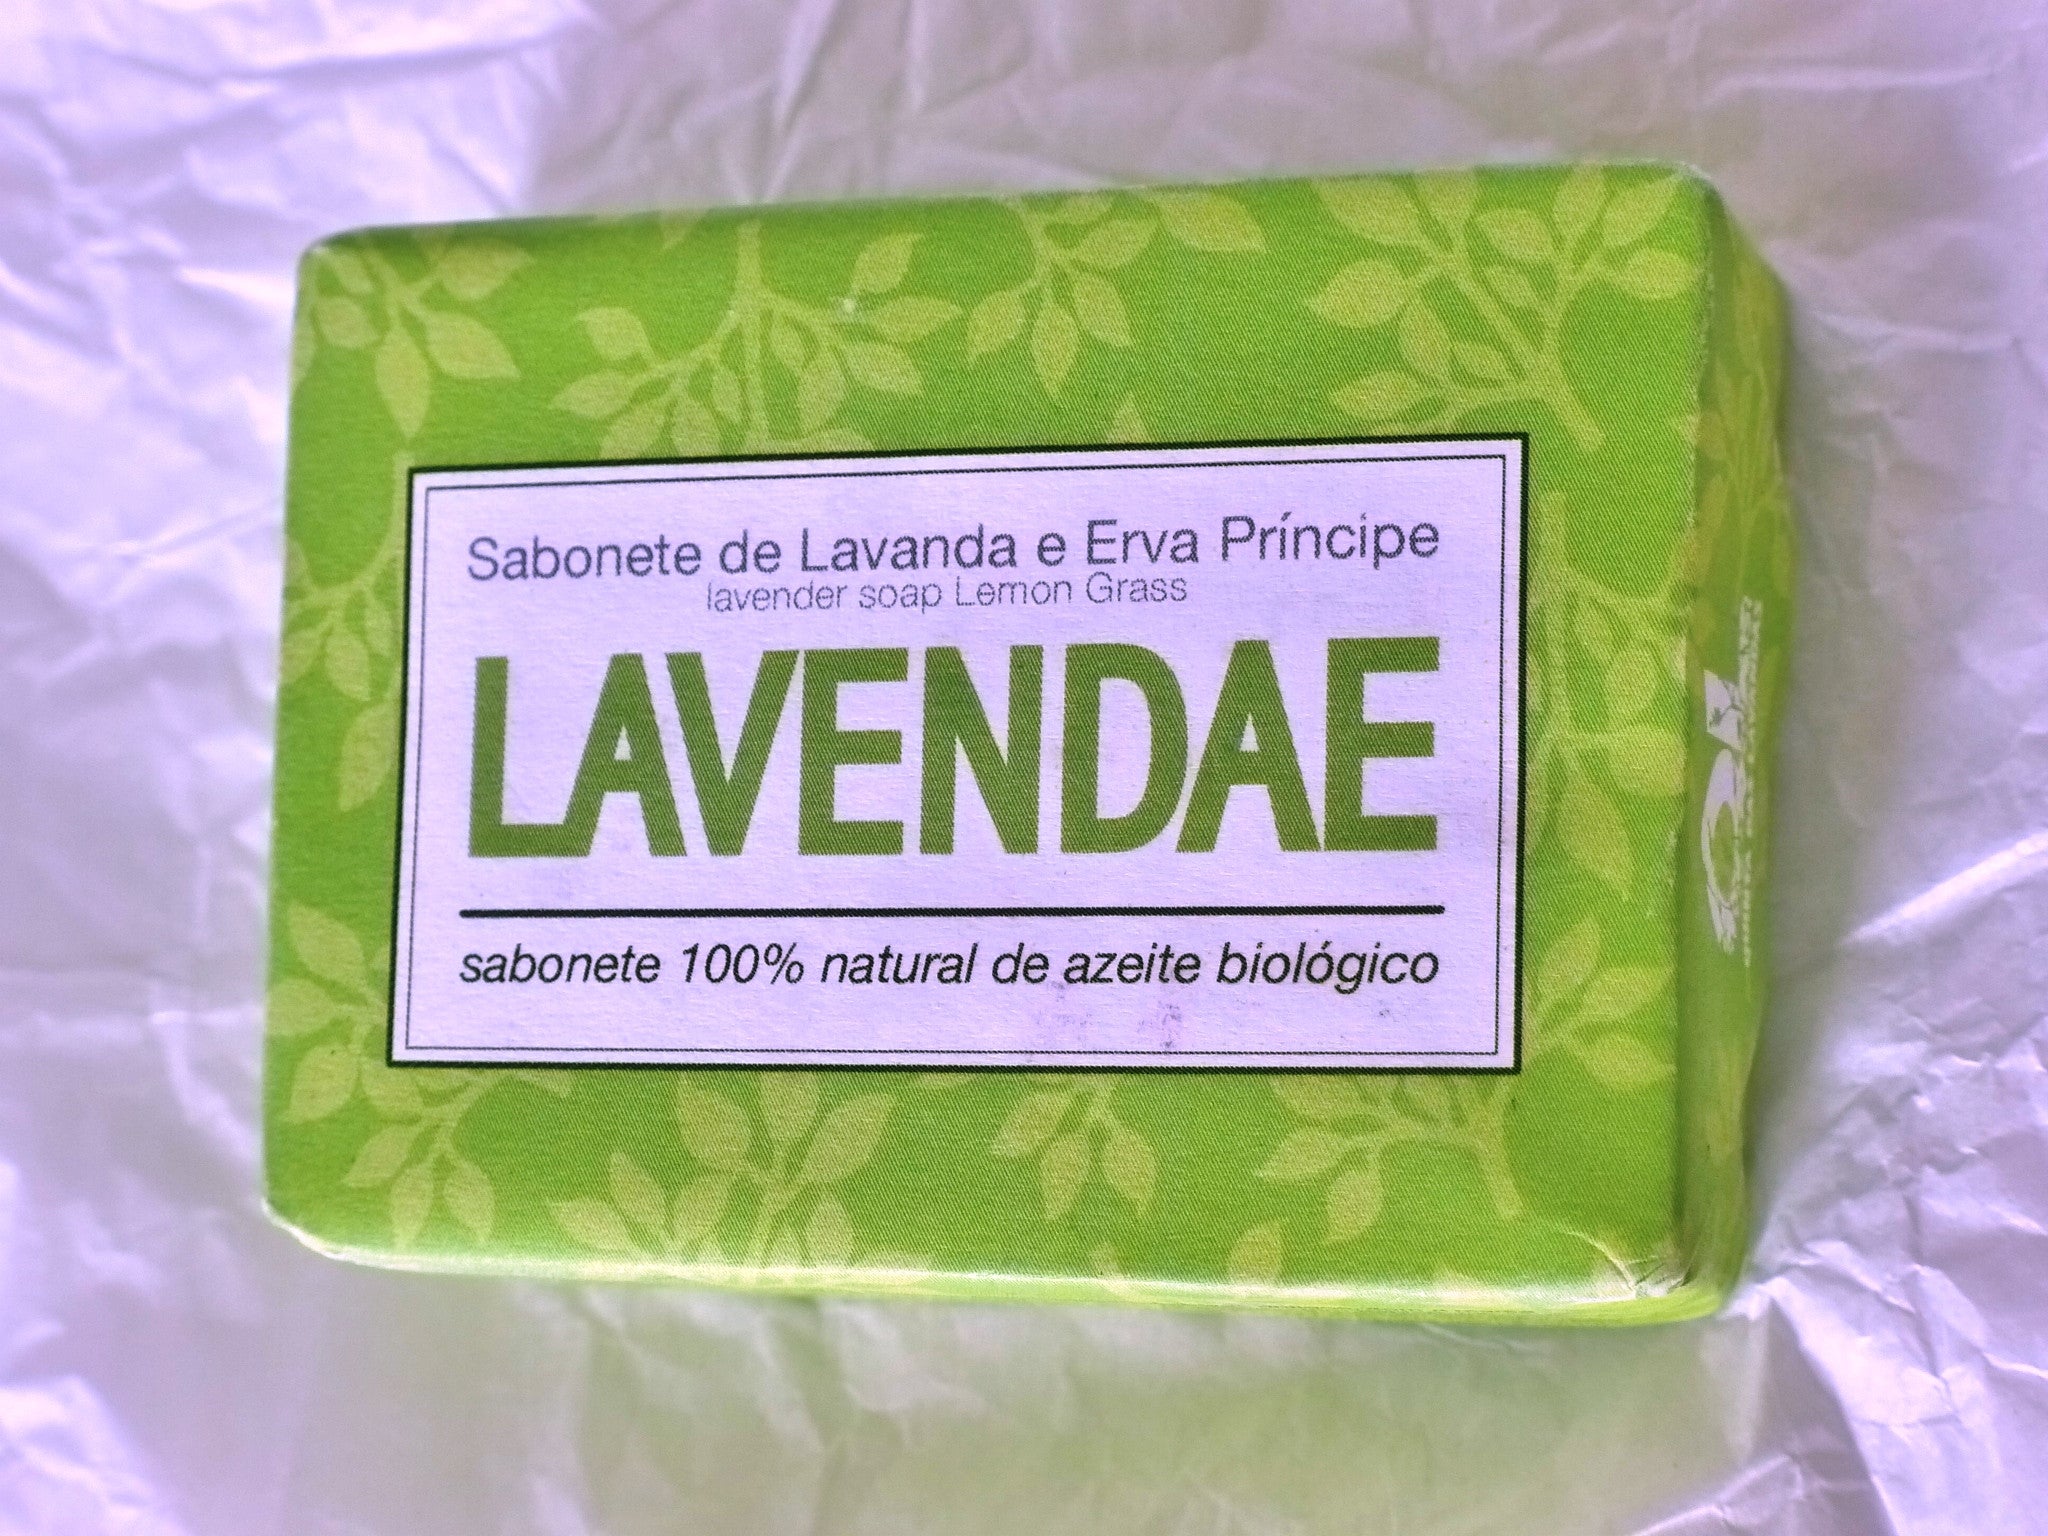 Sabonete de Lavanda e Erva Príncipe
lavender soap Lemon Grass
LAVENDAE
sabonete 100% natural de azeite biológico